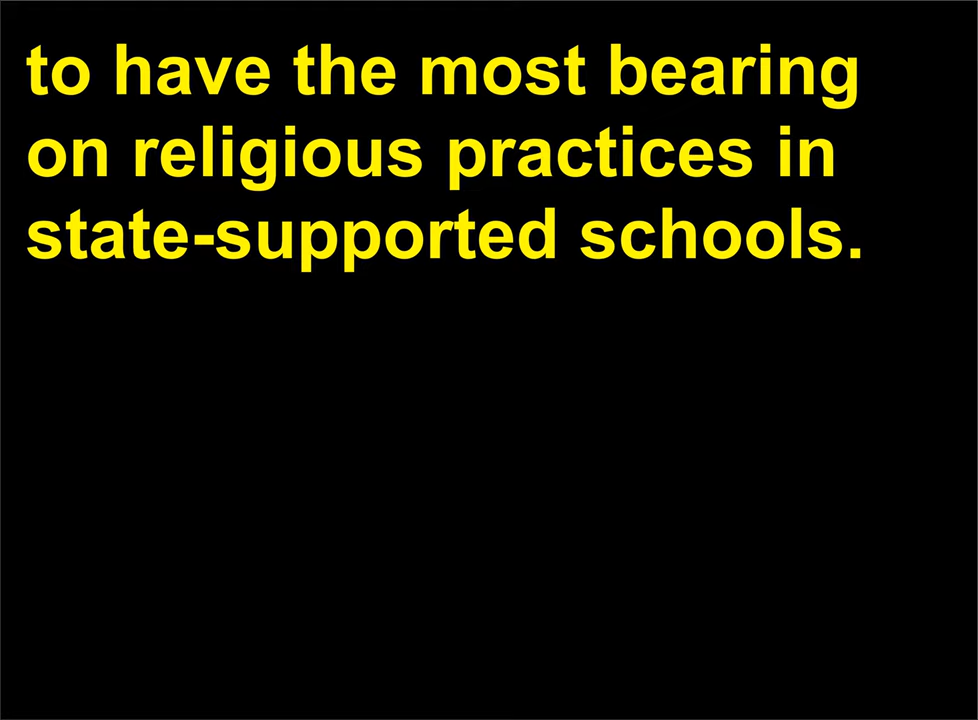 to have the most bearing
on religious practices in
state-supported schools.